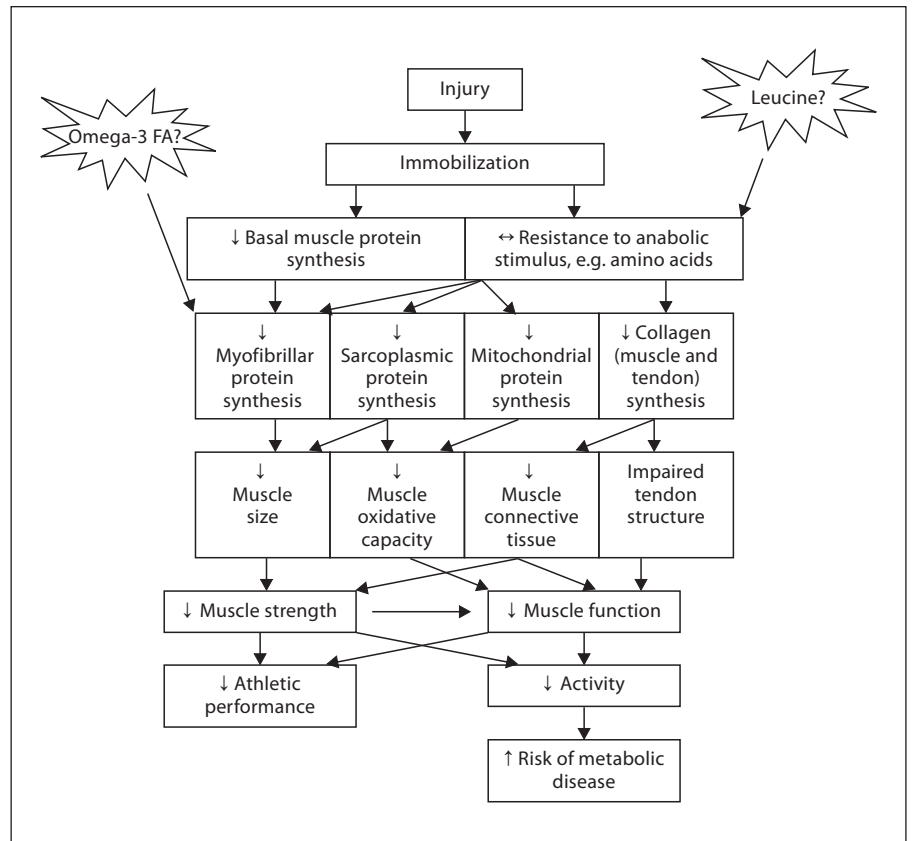 Injury
Omega-3 FA?
Leucine?
Immobilization
↓ Basal muscle protein
synthesis
↔ Resistance to anabolic
stimulus, e.g. amino acids
↓
Myofibrillar
protein
synthesis
↓
Sarcoplasmic
protein
synthesis
↓
Mitochondrial
protein
synthesis
↓ Collagen
(muscle and
tendon)
synthesis
↓
Muscle
size
↓
Muscle
oxidative
capacity
↓
Muscle
connective
tissue
Impaired
tendon
structure
↓ Muscle strength
↓ Muscle function
↓ Athletic
performance
↓ Activity
↑ Risk of metabolic
disease